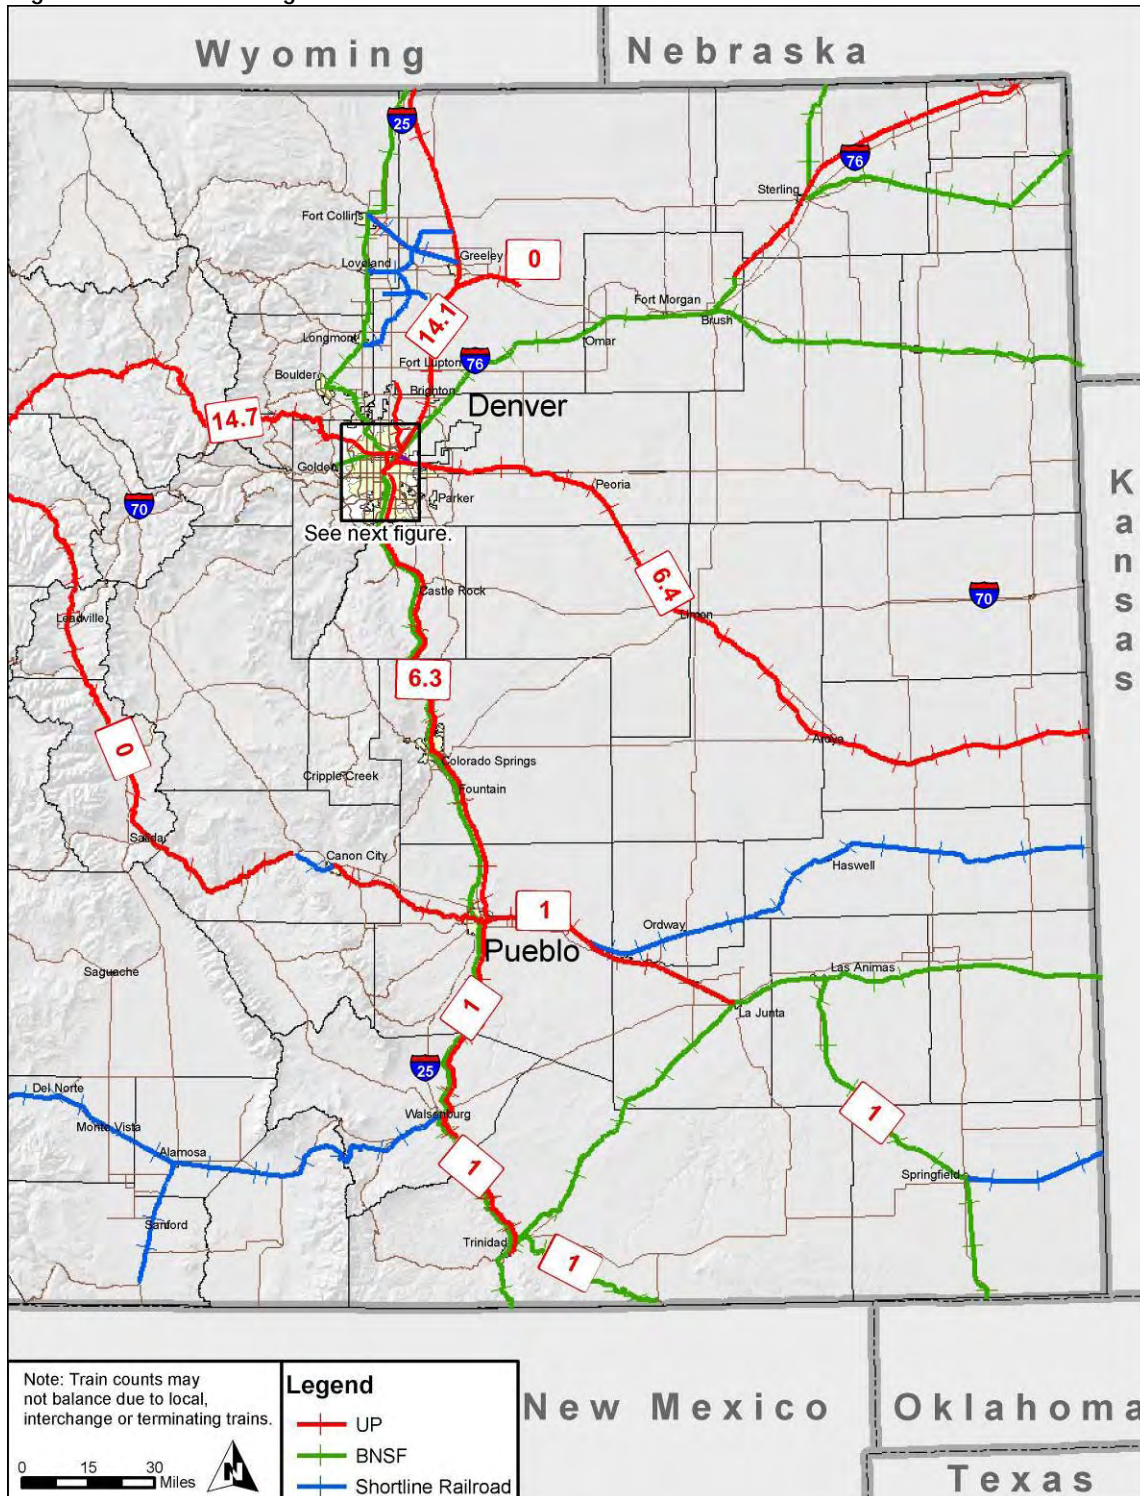 Wyoming
Nebraska
25
76
Sterling
Fort Collins
Greeley
0
Loveland
14.1
Fort Morgan
Brush
Longmont
Omar
Fort Lupton
76
Boulder
Brighton
Denver
14.7
Golden
Peoria
Parker
70
See next figure.
Kansas
6.4
Castle Rock
70
Leadville
Limon
6.3
0
Aroya
Colorado Springs
Cripple Creek
Fountain
Salida
Canon City
Haswell
1
Ordway
Pueblo
Saguache
Las Animas
1
La Junta
25
Del Norte
Walsenburg
1
Monte Vista
Alamosa
1
Springfield
Sanford
Trinidad
1
Note: Train counts may
not balance due to local,
interchange or terminating trains.
0 15 30
Miles
N
Legend
UP
BNSF
Shortline Railroad
New Mexico
Oklahoma
Texas